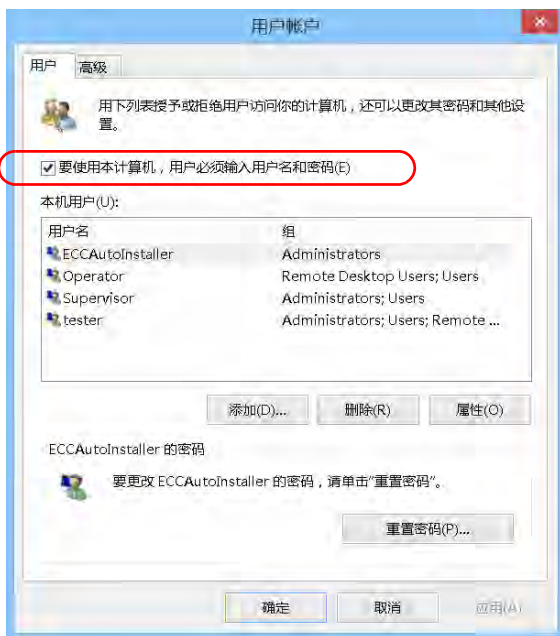 用户帐户
用户
高级
用下列表授予或拒绝用户访问你的计算机，还可以更改其密码和其他设
置。
要使用本计算机，用户必须输入用户名和密码(E)
本机用户(U):
用户名 组
ECCAutoInstaller Administrators
Operator Remote Desktop Users; Users
Supervisor Administrators; Users
tester Administrators; Users; Remote ...
添加(D)... 删除(R) 属性(O)
ECCAutoInstaller 的密码
要更改 ECCAutoInstaller 的密码，请单击"重置密码"。
重置密码(P)...
确定 取消 应用(A)